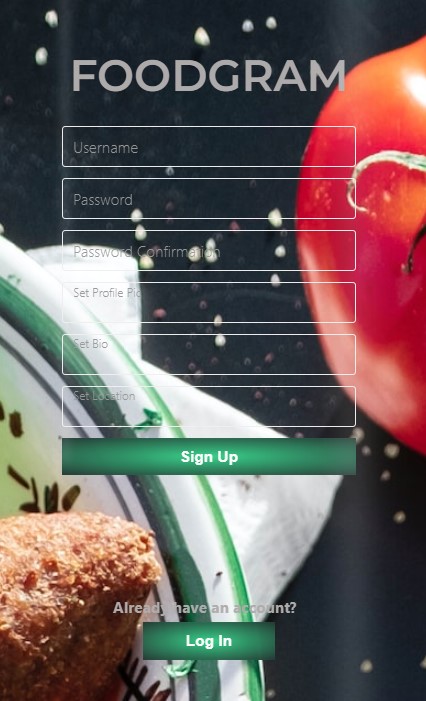 FOODGRAM
Username
Password
Password Confirmation
Set Profile Pic
Set Bio
Set Location
Sign Up
Already have an account?
Log In